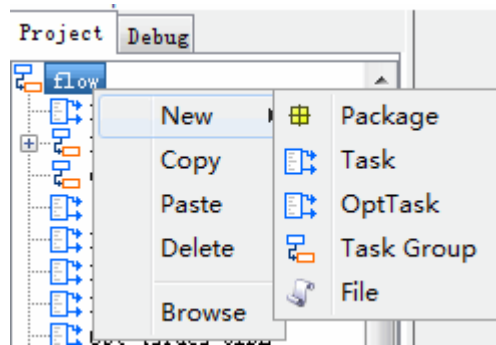 Project Debug
flow
New
Copy
Paste
Delete
Browse
Package
Task
OptTask
Task Group
File